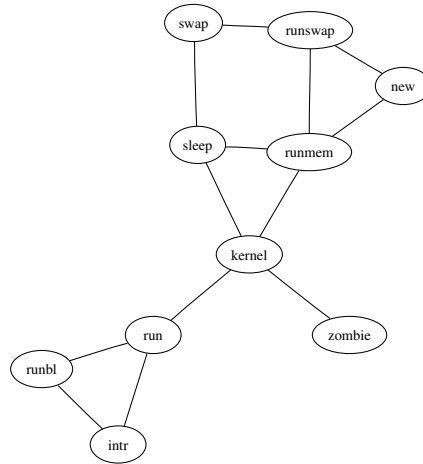 swap
runswap
new
sleep
runmem
kernel
run
zombie
runbl
intr